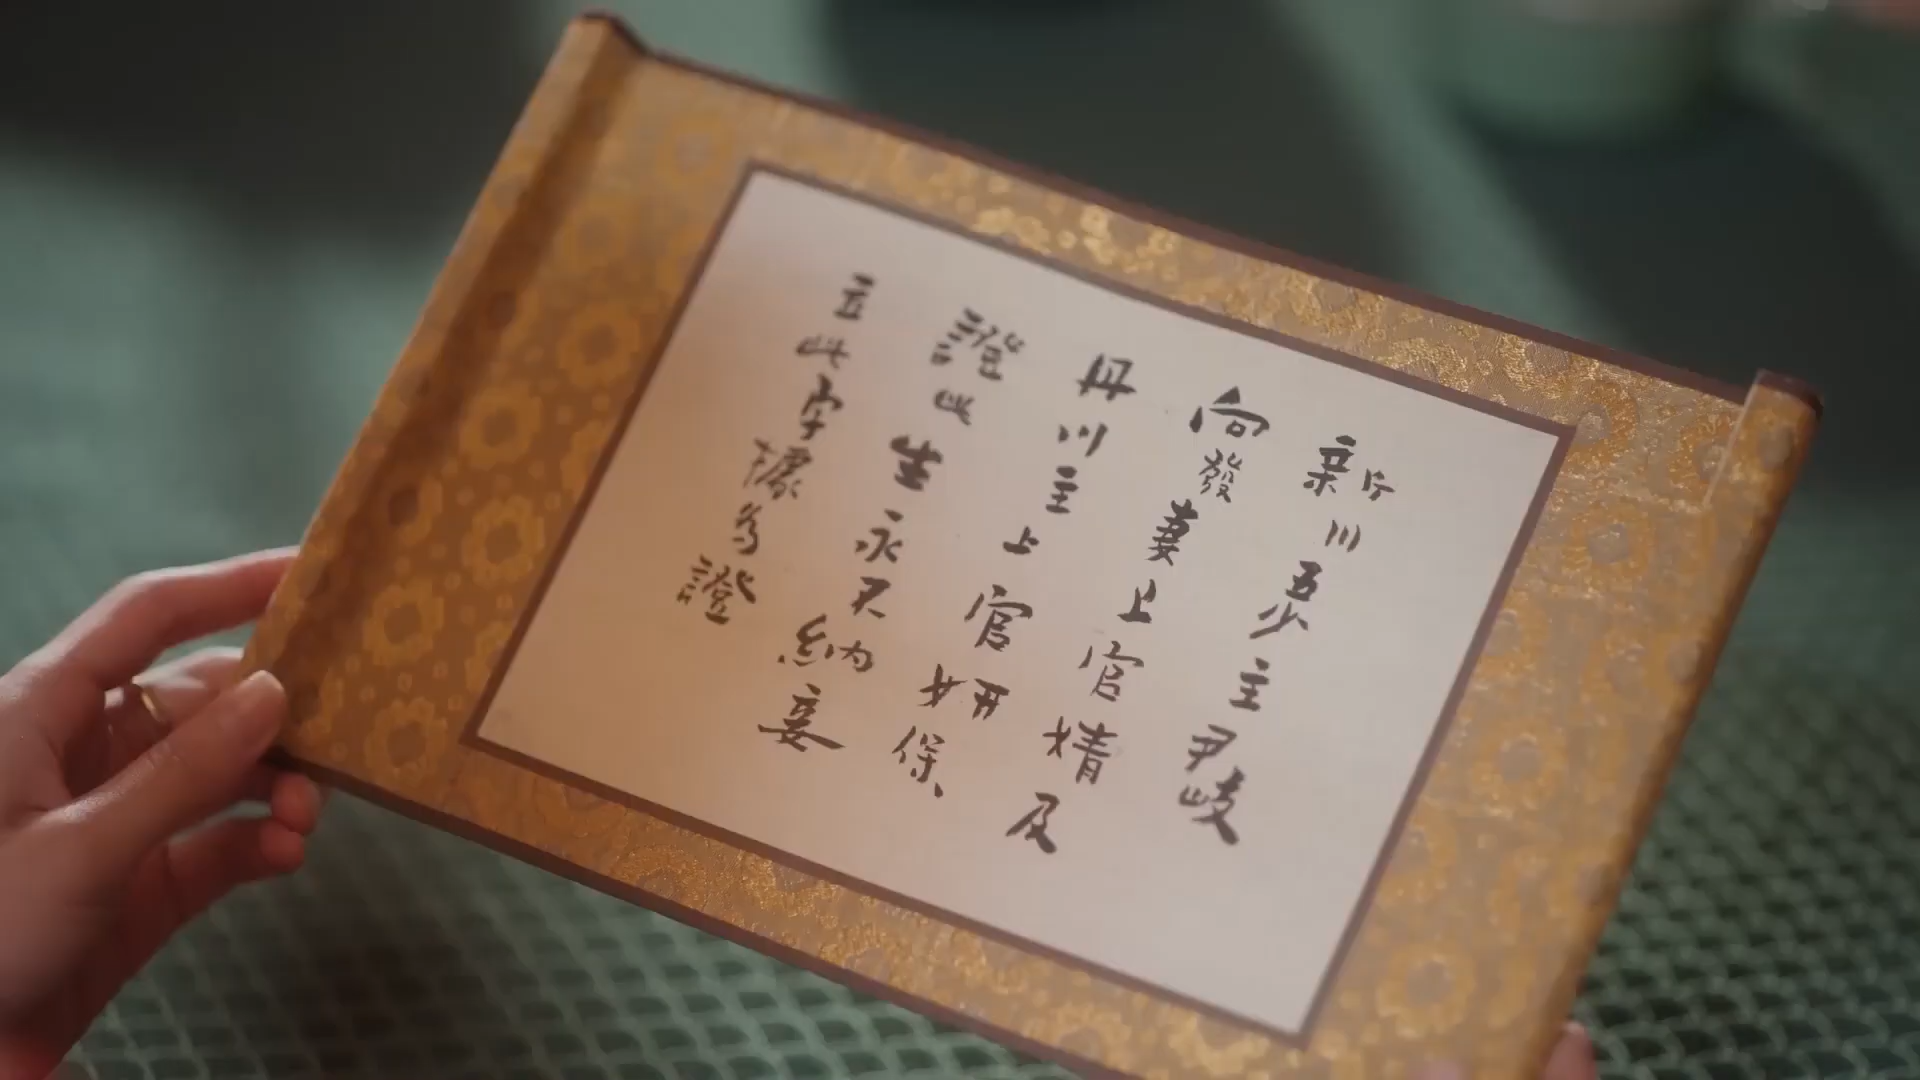 新川五少主尹岐
向發妻上官婧及
丹川主上官妍保
證此生永不納妾
立此字據為證